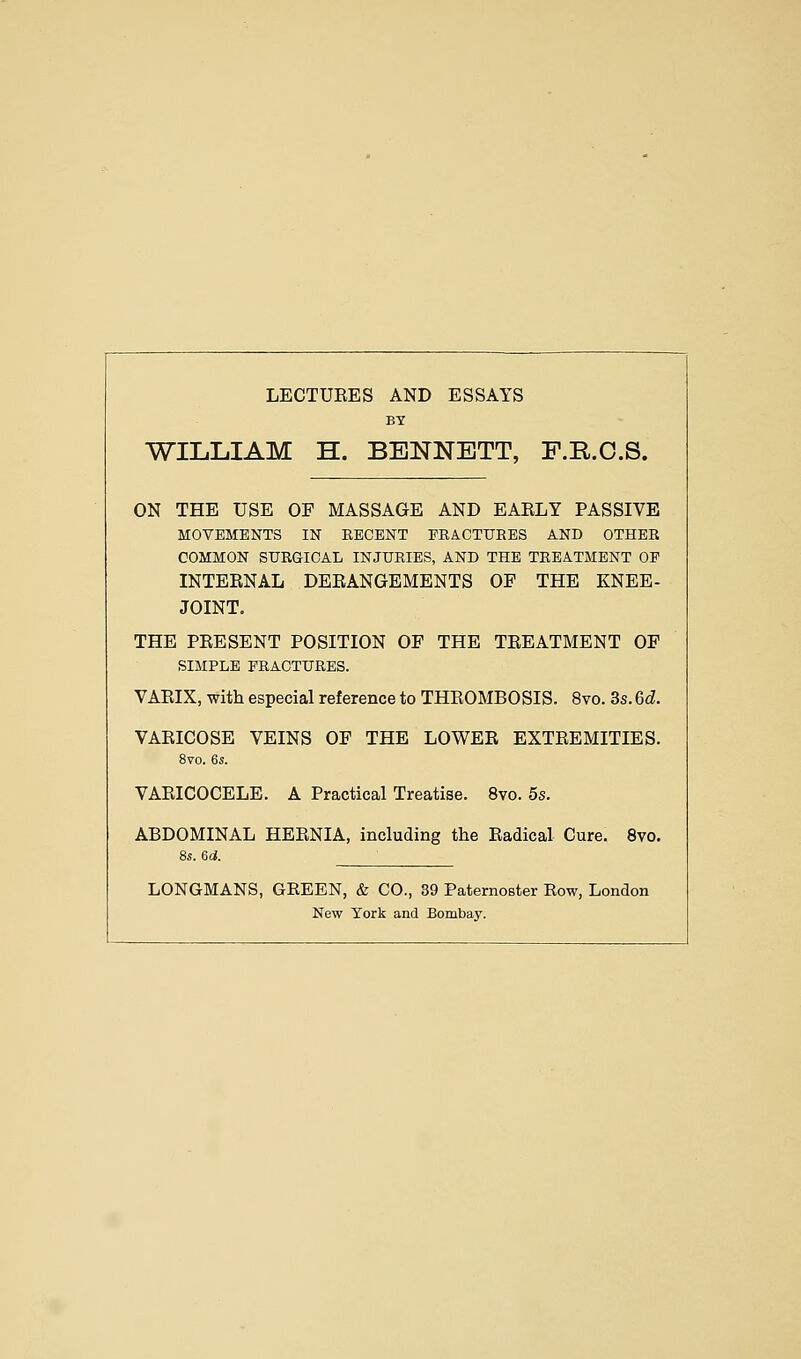 LECTURES AND ESSAYS
BY
WILLIAM H. BENNETT, F.R.C.S.
ON THE USE OF MASSAGE AND EARLY PASSIVE
MOVEMENTS IN RECENT FRACTURES AND OTHER
COMMON SURGICAL INJURIES, AND THE TREATMENT OF
INTERNAL DERANGEMENTS OF THE KNEE-
JOINT.
THE PRESENT POSITION OF THE TREATMENT OF
SIMPLE FRACTURES.
VARIX, with especial reference to THROMBOSIS. 8vo. 3s. 6d.
VARICOSE VEINS OF THE LOWER EXTREMITIES.
8vo. 6s.
VARICOCELE. A Practical Treatise. 8vo. 5s.
ABDOMINAL HERNIA, including the Radical Cure. 8vo.
8s. 6d.
LONGMANS, GREEN, & CO., 39 Paternoster Row, London
New York and Bombay.